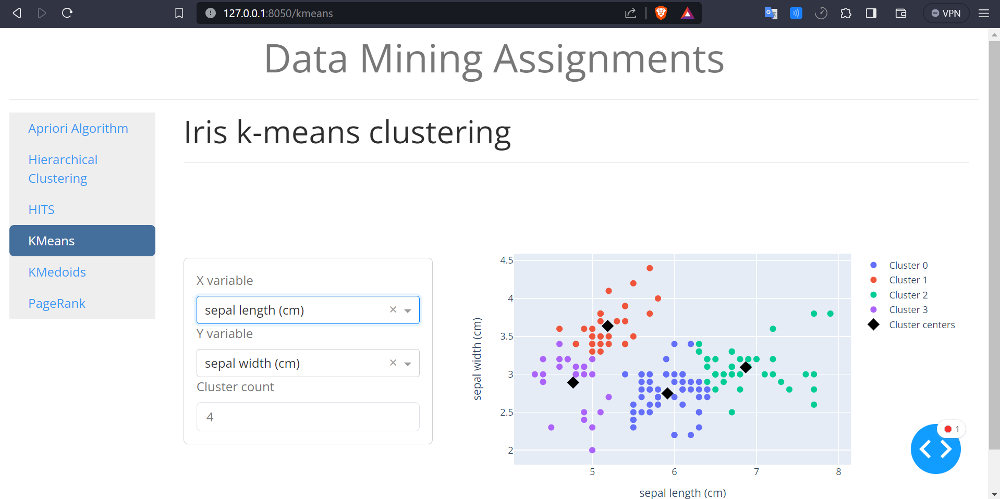 127.0.0.1:8050/kmeans
VPN
Data Mining Assignments
Apriori Algorithm
Hierarchical
Clustering
HITS
KMeans
KMedoids
PageRank
Iris k-means clustering
X variable
sepal length (cm)
Y variable
sepal width (cm)
Cluster count
4
sepal width (cm)
4.5
4
3.5
3
2.5
2
5 6 7 8
sepal length (cm)
Cluster 0
Cluster 1
Cluster 2
Cluster 3
Cluster centers
1